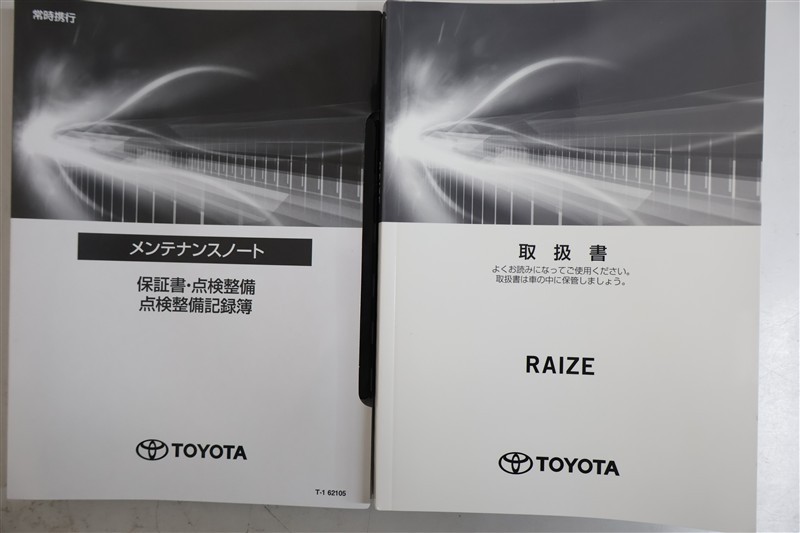 常時携行
メンテナンスノート
保証書・点検整備
点検整備記録簿
TOYOTA
T-1 62105
取扱書
よくお読みになってご使用ください。
取扱書は車の中に保管しましょう。
RAIZE
TOYOTA